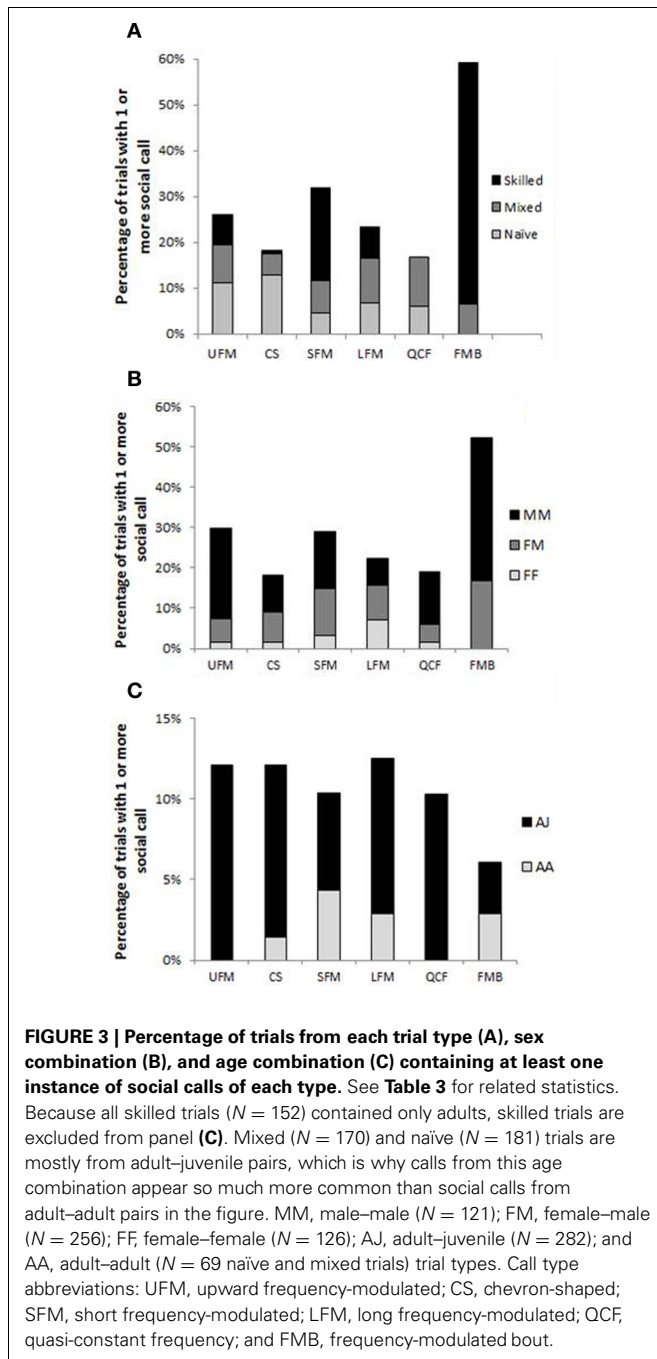 A
Percentage of trials with 1 or
more social call
60%
50%
40%
30%
20%
10%
0%
UFM CS SFM LFM QCF FMB
Skilled
Mixed
Naïve
B
Percentage of trials with 1 or more
social call
60%
50%
40%
30%
20%
10%
0%
UFM CS SFM LFM QCF FMB
MM
FM
FF
C
Percentage of trials with 1 or more
social call
15%
10%
5%
0%
UFM CS SFM LFM QCF FMB
AJ
AA
FIGURE 3 | Percentage of trials from each trial type (A), sex
combination (B), and age combination (C) containing at least one
instance of social calls of each type. See Table 3 for related statistics.
Because all skilled trials (N = 152) contained only adults, skilled trials are
excluded from panel (C). Mixed (N = 170) and naïve (N = 181) trials are
mostly from adult–juvenile pairs, which is why calls from this age
combination appear so much more common than social calls from
adult–adult pairs in the figure. MM, male–male (N = 121); FM, female–male
(N = 256); FF, female–female (N = 126); AJ, adult–juvenile (N = 282); and
AA, adult–adult (N = 69 naïve and mixed trials) trial types. Call type
abbreviations: UFM, upward frequency-modulated; CS, chevron-shaped;
SFM, short frequency-modulated; LFM, long frequency-modulated; QCF,
quasi-constant frequency; and FMB, frequency-modulated bout.